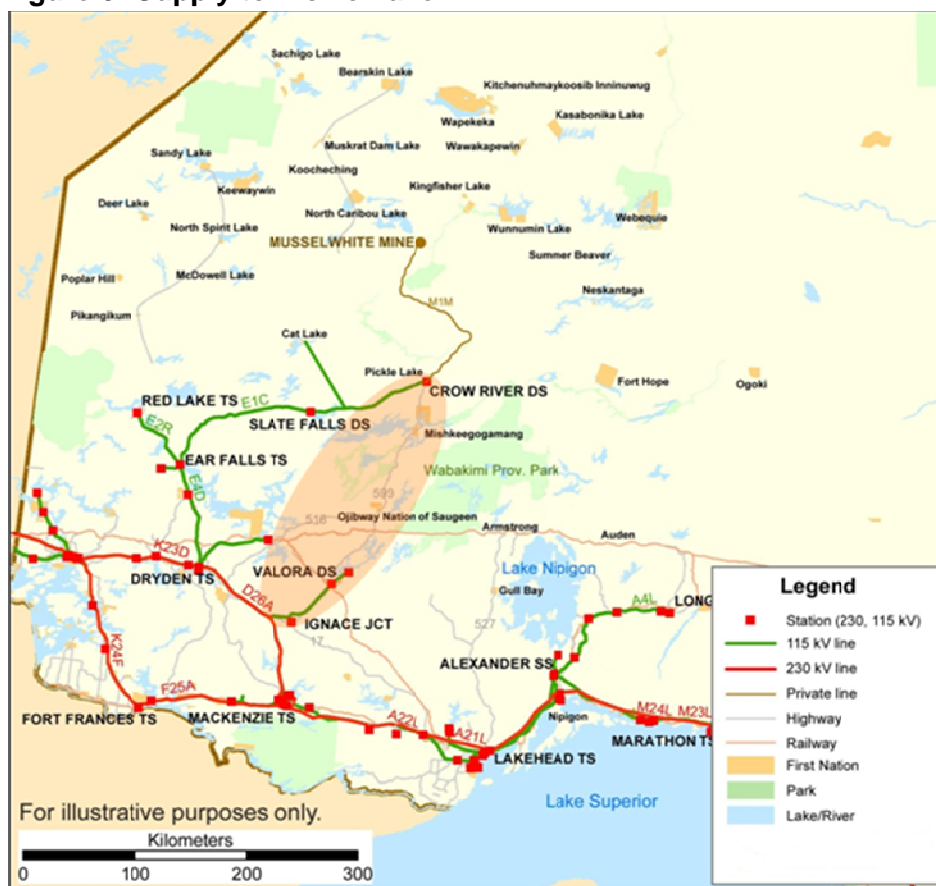 Sachigo Lake
Bearskin Lake
Kitchenuhmaykoosib Inninuwug
Wapekeka
Kasabonika Lake
Muskrat Dam Lake
Wawakapewin
Sandy Lake
Koocheching
Keewaywin
Kingfisher Lake
Deer Lake
North Caribou Lake
Webequie
North Spirit Lake
Wunnumin Lake
MUSSELWHITE MINE
Summer Beaver
Poplar Hill
McDowell Lake
Neskantaga
M1M
Pikangikum
Cat Lake
Pickle Lake
Fort Hope
Ogoki
CROW RIVER DS
RED LAKE TS
E1C
E2R
SLATE FALLS DS
Mishkeegogamang
EAR FALLS TS
Wabakimi Prov. Park
E4D
599
516
Ojibway Nation of Saugeen
Armstrong
Auden
K23D
DRYDEN TS
VALORA DS
Lake Nipigon
D26A
Gull Bay
IGNACE JCT
527
17
A4L
LONG
K24F
ALEXANDER SS
F25A
FORT FRANCES TS
MACKENZIE TS
A22L
A21L
Nipigon
M24L
M23L
MARATHON TS
LAKEHEAD TS
Lake Superior
Legend
Station (230, 115 kV)
115 kV line
230 kV line
Private line
Highway
Railway
First Nation
Park
Lake/River
For illustrative purposes only.
Kilometers
0 100 200 300